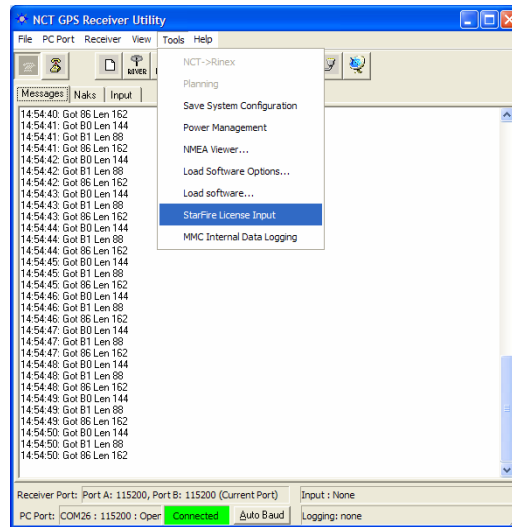 NCT GPS Receiver Utility
File PC Port Receiver View Tools Help
ROVER
Messages Naks Input
NCT->Rinex
Planning
Save System Configuration
Power Management
NMEA Viewer...
Load Software Options...
Load software...
StarFire License Input
MMC Internal Data Logging
14:54:40: Got 86 Len 162
14:54:41: Got B0 Len 144
14:54:41: Got B1 Len 88
14:54:41: Got 86 Len 162
14:54:42: Got B0 Len 144
14:54:42: Got B1 Len 88
14:54:42: Got 86 Len 162
14:54:43: Got B0 Len 144
14:54:43: Got B1 Len 88
14:54:43: Got 86 Len 162
14:54:44: Got B0 Len 144
14:54:44: Got B1 Len 88
14:54:44: Got 86 Len 162
14:54:45: Got B0 Len 144
14:54:45: Got B1 Len 88
14:54:45: Got 86 Len 162
14:54:46: Got B0 Len 144
14:54:46: Got B1 Len 88
14:54:46: Got 86 Len 162
14:54:47: Got B0 Len 144
14:54:47: Got B1 Len 88
14:54:47: Got 86 Len 162
14:54:48: Got B0 Len 144
14:54:48: Got B1 Len 88
14:54:48: Got 86 Len 162
14:54:49: Got B0 Len 144
14:54:49: Got B1 Len 88
14:54:49: Got 86 Len 162
14:54:50: Got B0 Len 144
14:54:50: Got B1 Len 88
14:54:50: Got 86 Len 162
Receiver Port: Port A: 115200, Port B: 115200 (Current Port) Input : None
PC Port: COM26 : 115200 : Oper Connected Auto Baud Logging: none